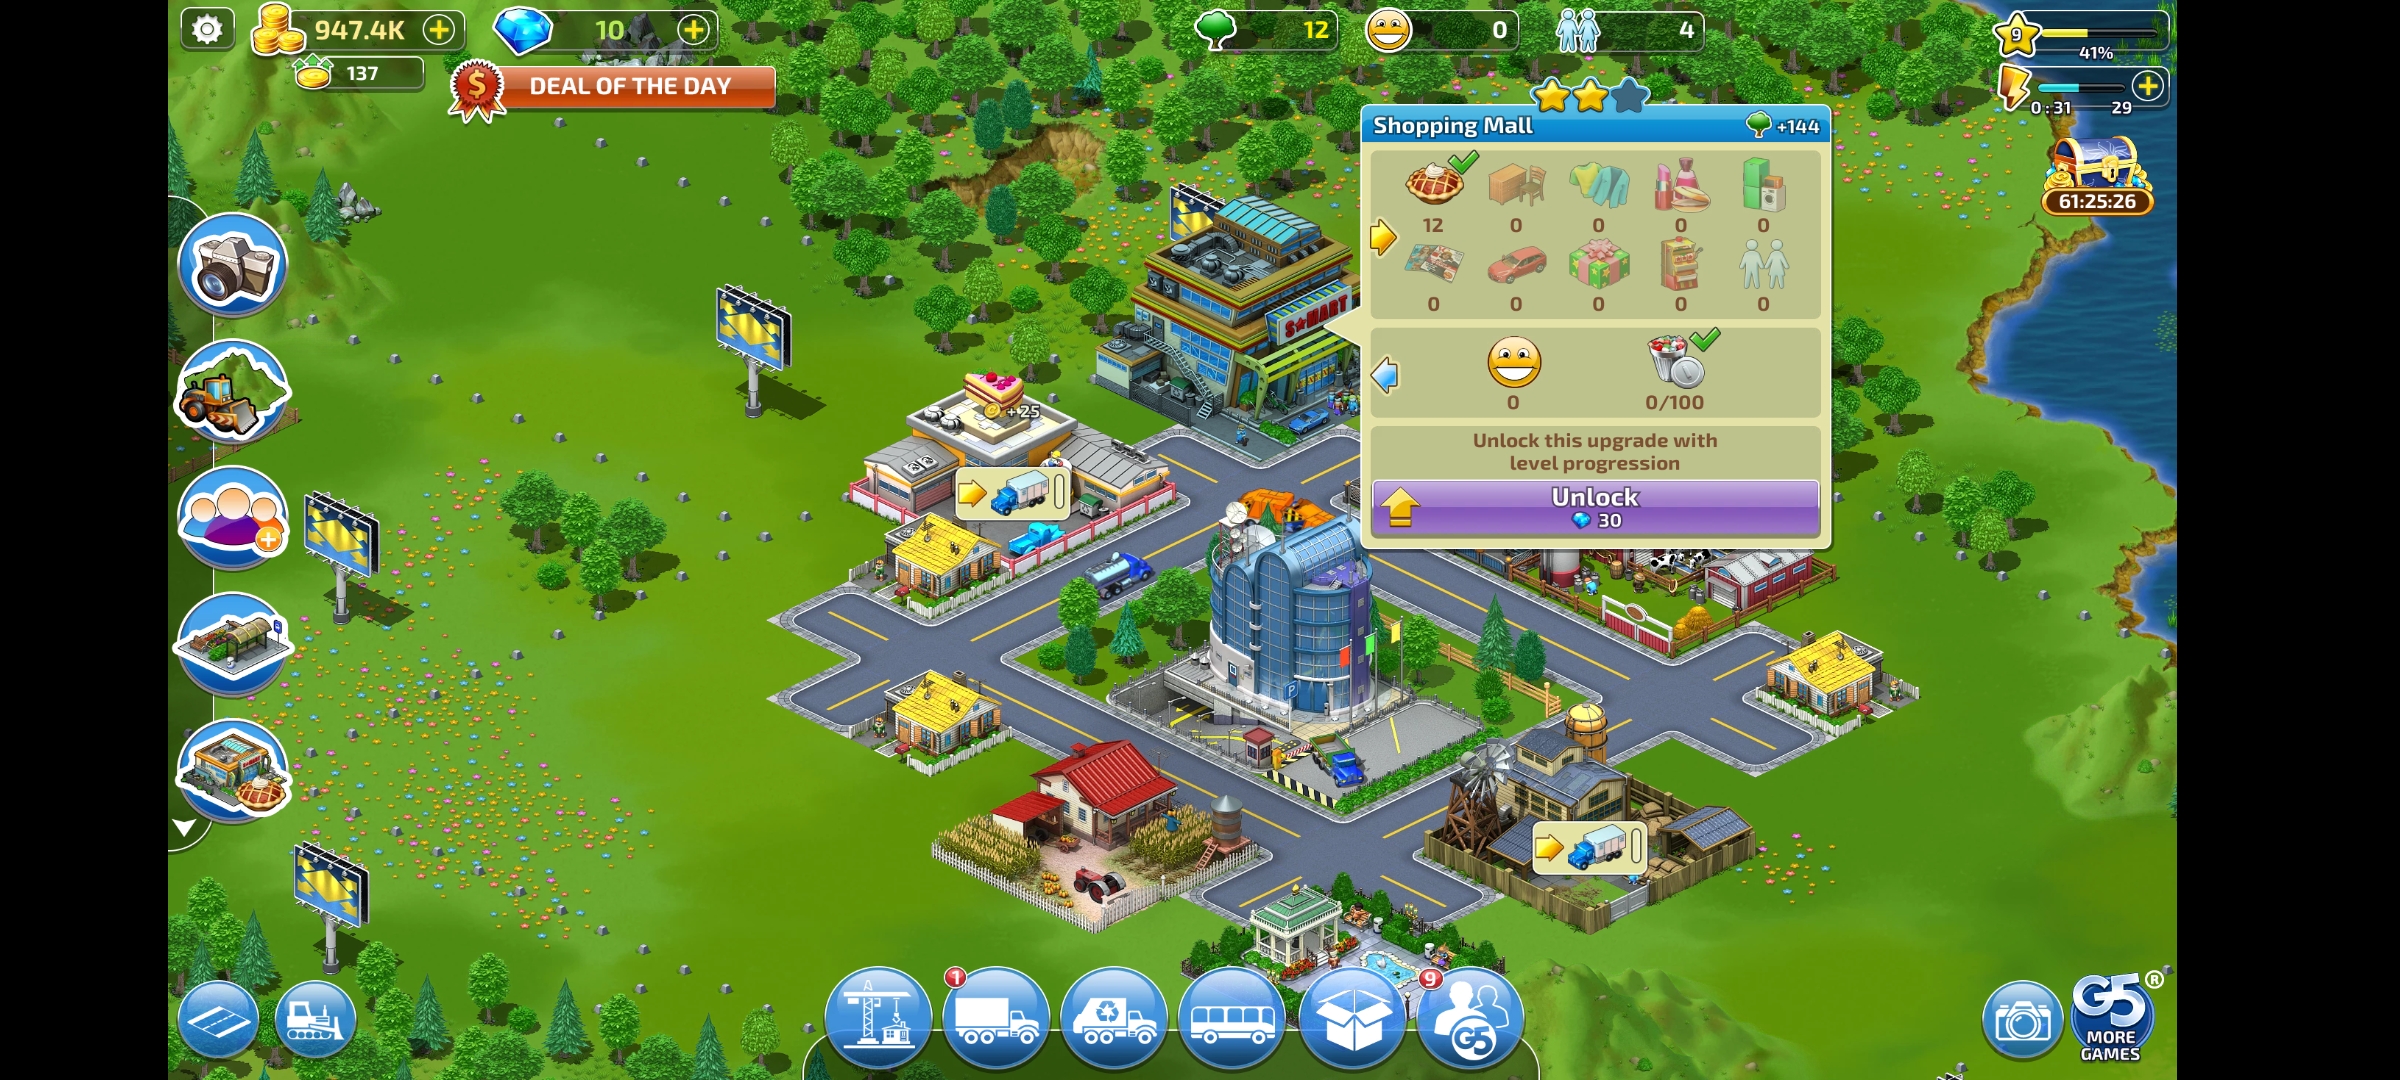 947.4K
10
12
0
4
9
41%
137
DEAL OF THE DAY
0:31
29
Shopping Mall
+144
61:25:26
12
0
0
0
0
0
0
0
0
0
S★MART
0
0/100
+25
Unlock this upgrade with
level progression
Unlock
30
P
1
9
A
G5
G5®
MORE
GAMES